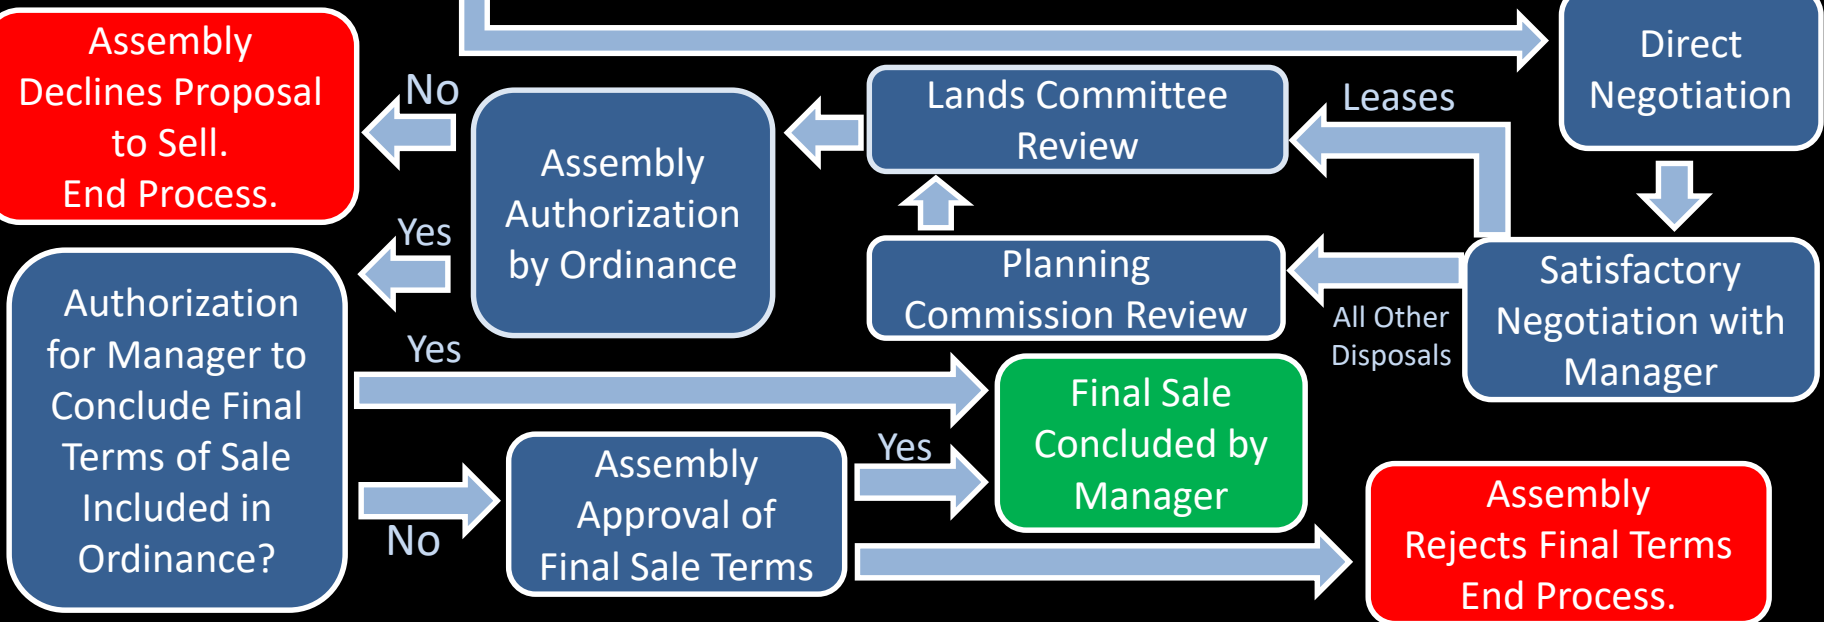 Assembly
Declines Proposal
to Sell.
End Process.
No
Assembly
Authorization
by Ordinance
Lands Committee
Review
Leases
Direct
Negotiation
Yes
Planning
Commission Review
All Other
Disposals
Satisfactory
Negotiation with
Manager
Authorization
for Manager to
Conclude Final
Terms of Sale
Included in
Ordinance?
Yes
No
Assembly
Approval of
Final Sale Terms
Yes
Final Sale
Concluded by
Manager
Assembly
Rejects Final Terms
End Process.